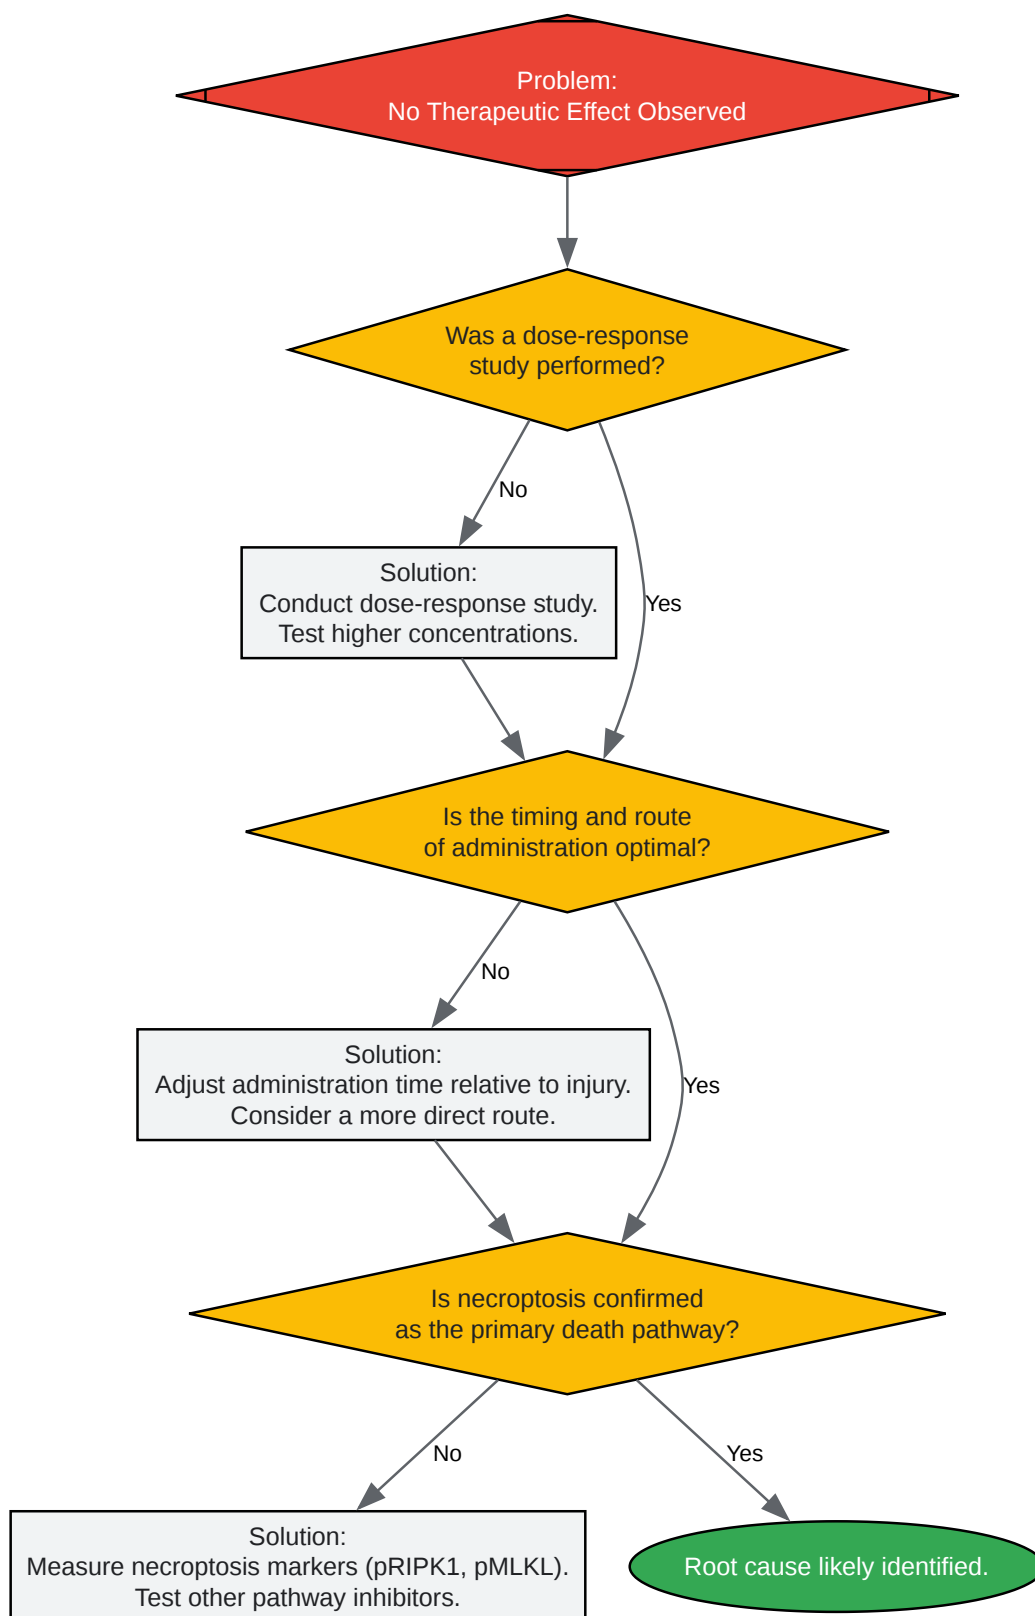 Problem:
No Therapeutic Effect Observed
Was a dose-response
study performed?
No
Yes
Solution:
Conduct dose-response study.
Test higher concentrations.
Is the timing and route
of administration optimal?
No
Yes
Solution:
Adjust administration time relative to injury.
Consider a more direct route.
Is necroptosis confirmed
as the primary death pathway?
No
Yes
Solution:
Measure necroptosis markers (pRIPK1, pMLKL).
Test other pathway inhibitors.
Root cause likely identified.